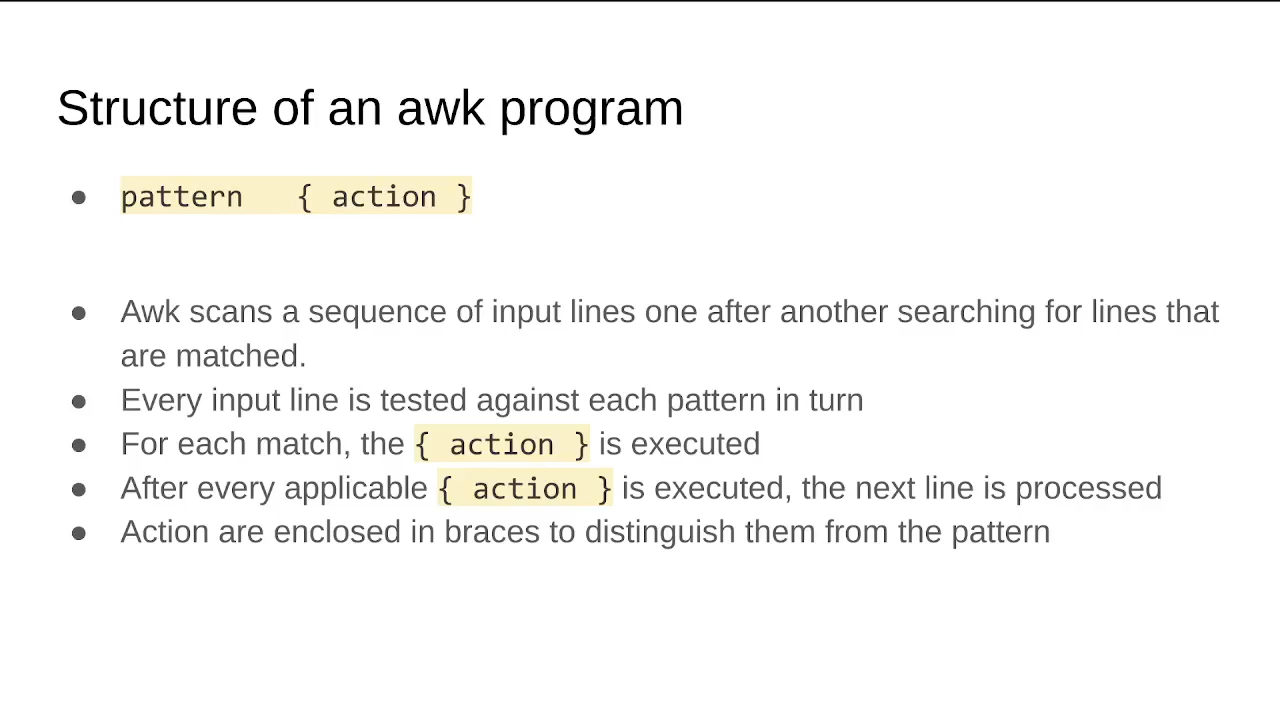 Structure of an awk program
● pattern   { action }
● Awk scans a sequence of input lines one after another searching for lines that
are matched.
● Every input line is tested against each pattern in turn
● For each match, the { action } is executed
● After every applicable { action } is executed, the next line is processed
● Action are enclosed in braces to distinguish them from the pattern